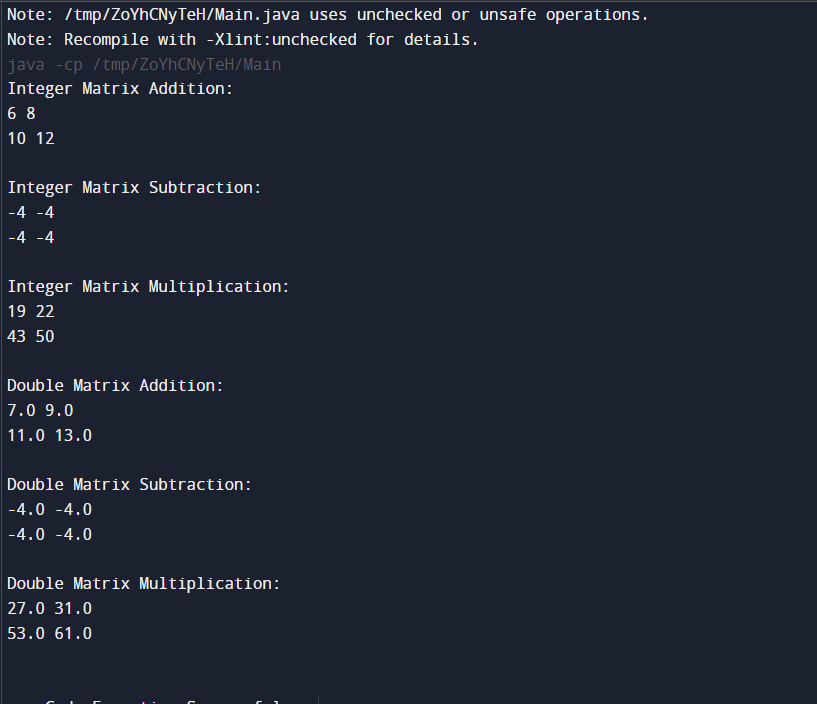 Note: /tmp/ZoYhCNyTeH/Main.java uses unchecked or unsafe operations.
Note: Recompile with -Xlint:unchecked for details.
java -cp /tmp/ZoYhCNyTeH/Main
Integer Matrix Addition:
6 8
10 12
Integer Matrix Subtraction:
-4 -4
-4 -4
Integer Matrix Multiplication:
19 22
43 50
Double Matrix Addition:
7.0 9.0
11.0 13.0
Double Matrix Subtraction:
-4.0 -4.0
-4.0 -4.0
Double Matrix Multiplication:
27.0 31.0
53.0 61.0